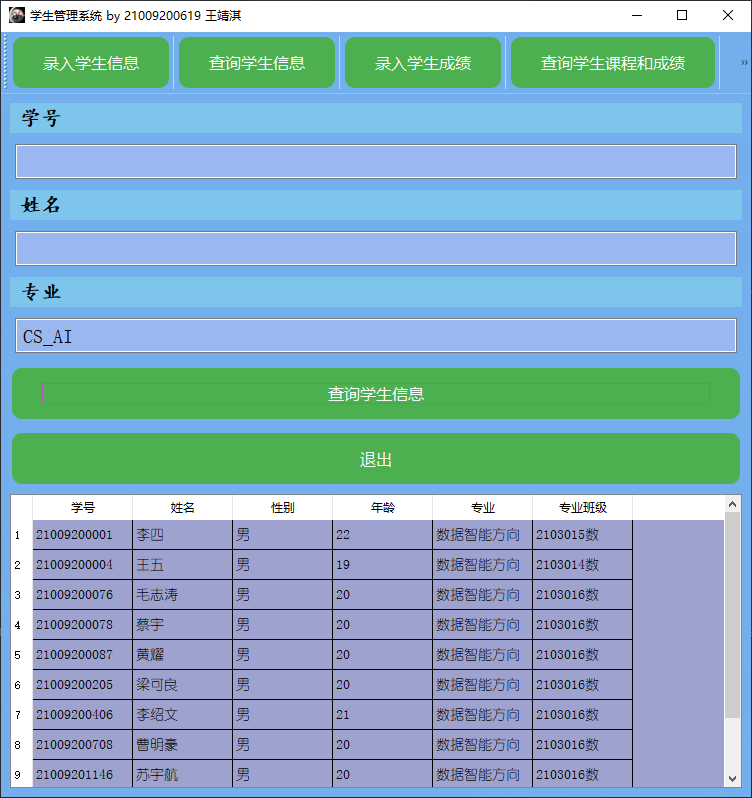 学生管理系统 by 21009200619 王靖淇
录入学生信息 查询学生信息 录入学生成绩 查询学生课程和成绩 »
学号
姓名
专业
CS_AI
查询学生信息
退出
学号 姓名 性别 年龄 专业 专业班级
1 21009200001 李四 男 22 数据智能方向 2103015数
2 21009200004 王五 男 19 数据智能方向 2103014数
3 21009200076 毛志涛 男 20 数据智能方向 2103016数
4 21009200078 蔡宇 男 20 数据智能方向 2103016数
5 21009200087 黄耀 男 20 数据智能方向 2103016数
6 21009200205 梁可良 男 20 数据智能方向 2103016数
7 21009200406 李绍文 男 21 数据智能方向 2103016数
8 21009200708 曹明豪 男 20 数据智能方向 2103016数
9 21009201146 苏宇航 男 20 数据智能方向 2103016数